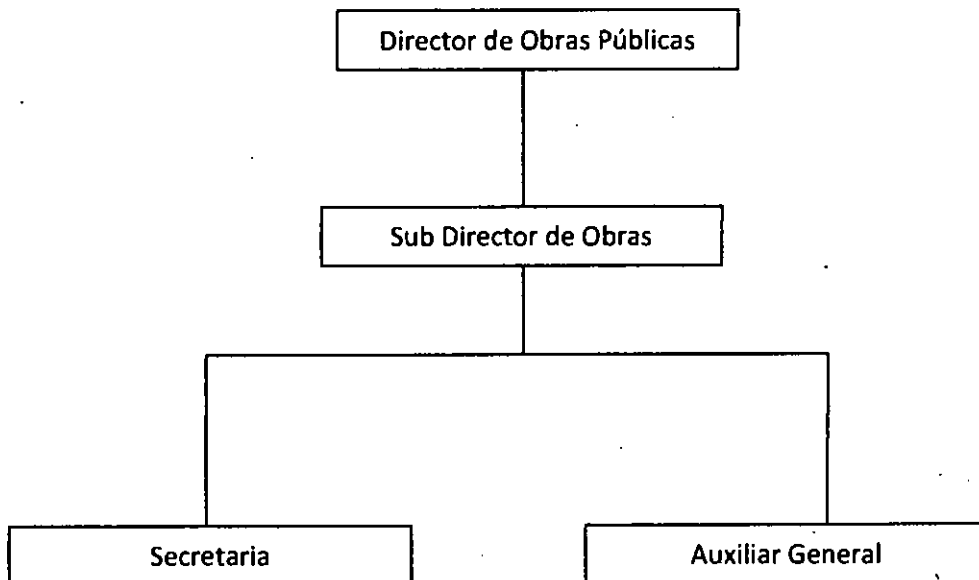 Director de Obras Públicas
Sub Director de Obras
Secretaria
Auxiliar General